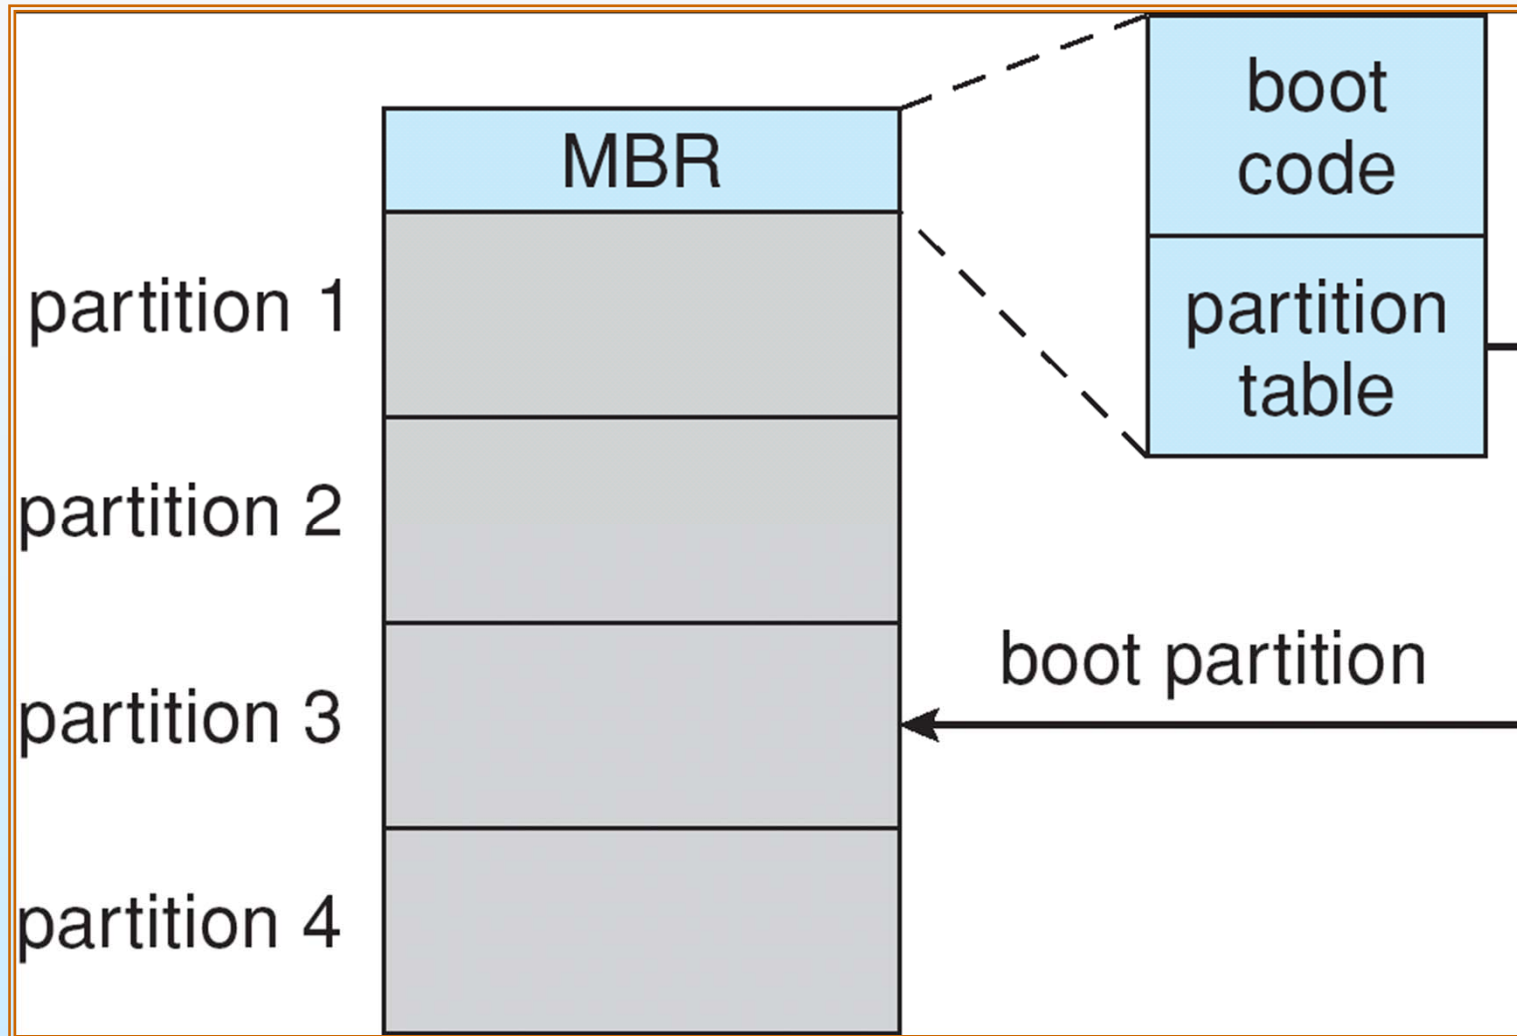 MBR
boot
code
partition
table
partition 1
partition 2
boot partition
partition 3
partition 4